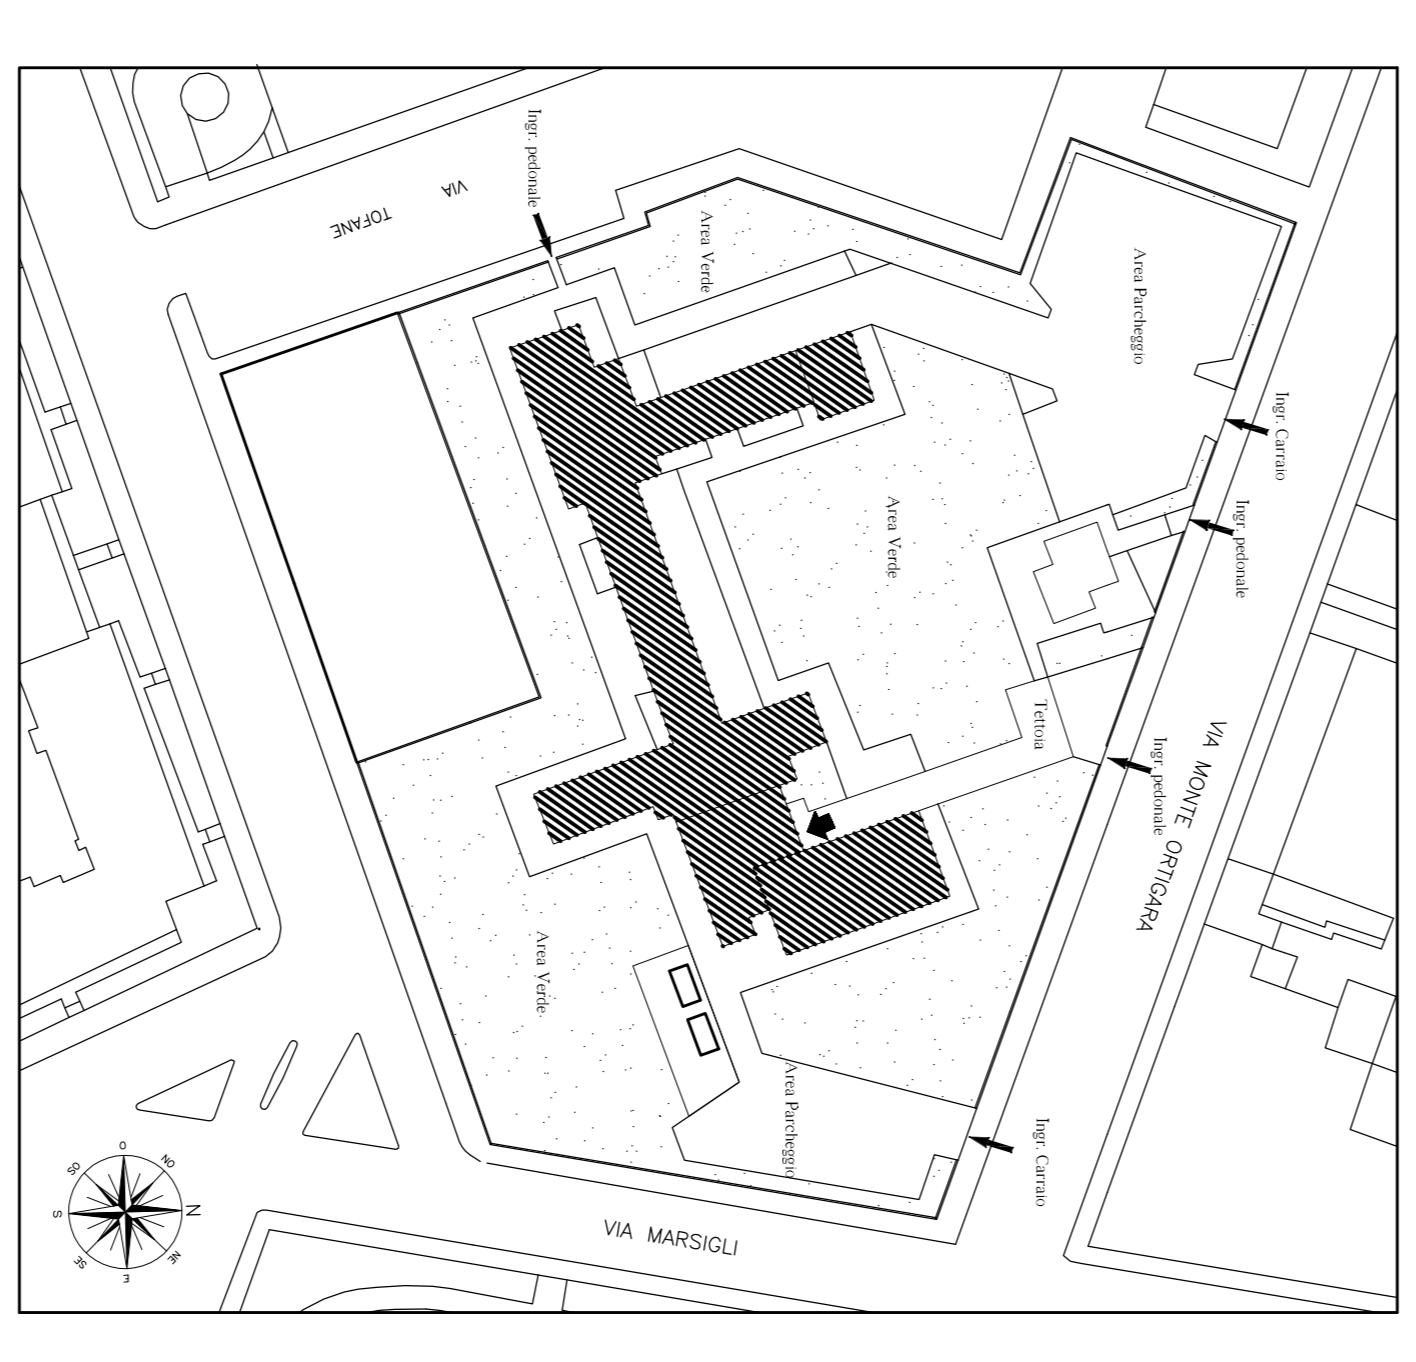 Ingr. pedonale
VIA TOFANE
Area Verde
Area Parcheggio
Ingr. Carraio
Area Verde
Ingr. pedonale
Tettoia
Ingr. pedonale
VIA MONTE ORTIGARA
Area Verde
Area Parcheggio
Ingr. Carraio
VIA MARSIGLI
O
SO
NO
S
N
SE
NE
E